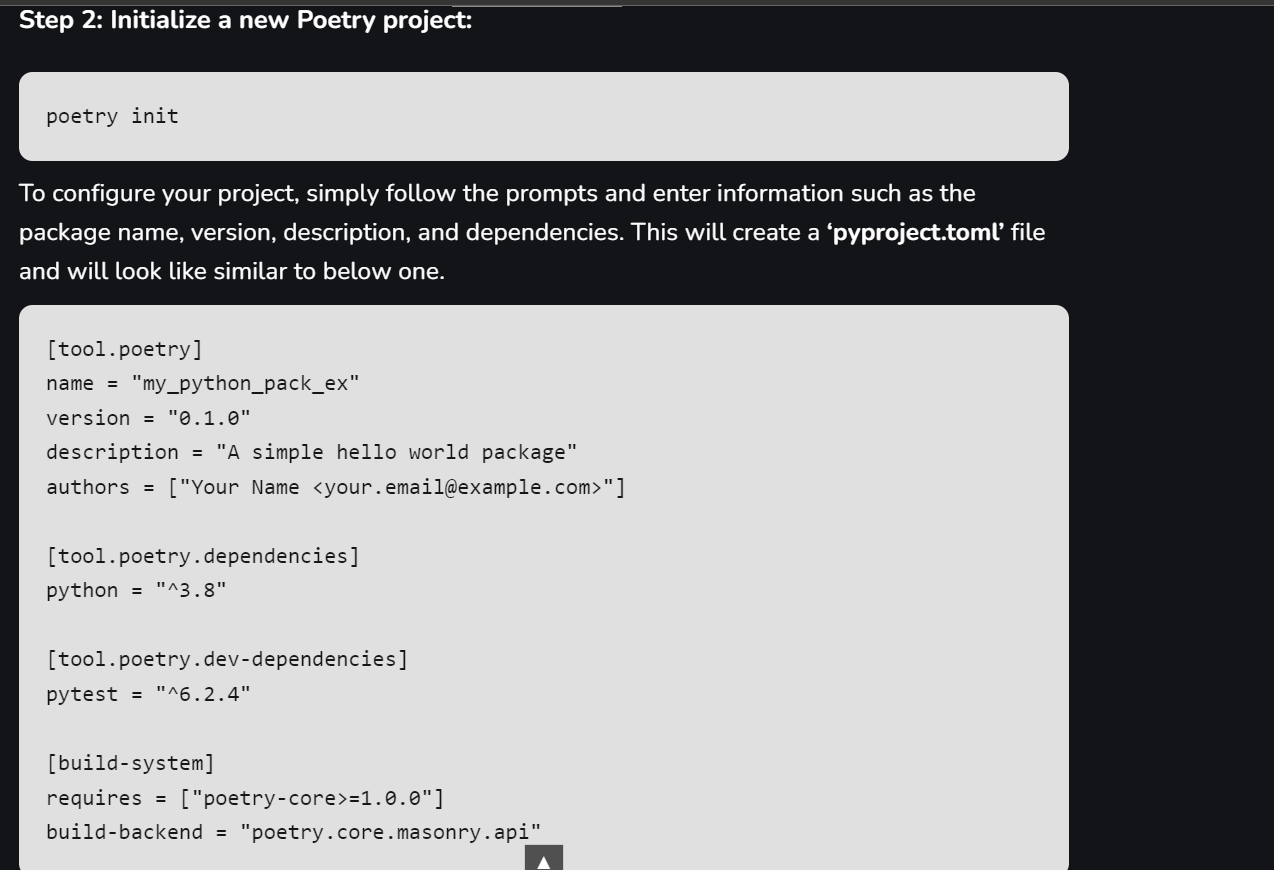 Step 2: Initialize a new Poetry project:
poetry init
To configure your project, simply follow the prompts and enter information such as the
package name, version, description, and dependencies. This will create a ‘pyproject.toml’ file
and will look like similar to below one.
[tool.poetry]
name = "my_python_pack_ex"
version = "0.1.0"
description = "A simple hello world package"
authors = ["Your Name <your.email@example.com>"]
[tool.poetry.dependencies]
python = "^3.8"
[tool.poetry.dev-dependencies]
pytest = "^6.2.4"
[build-system]
requires = ["poetry-core>=1.0.0"]
build-backend = "poetry.core.masonry.api"